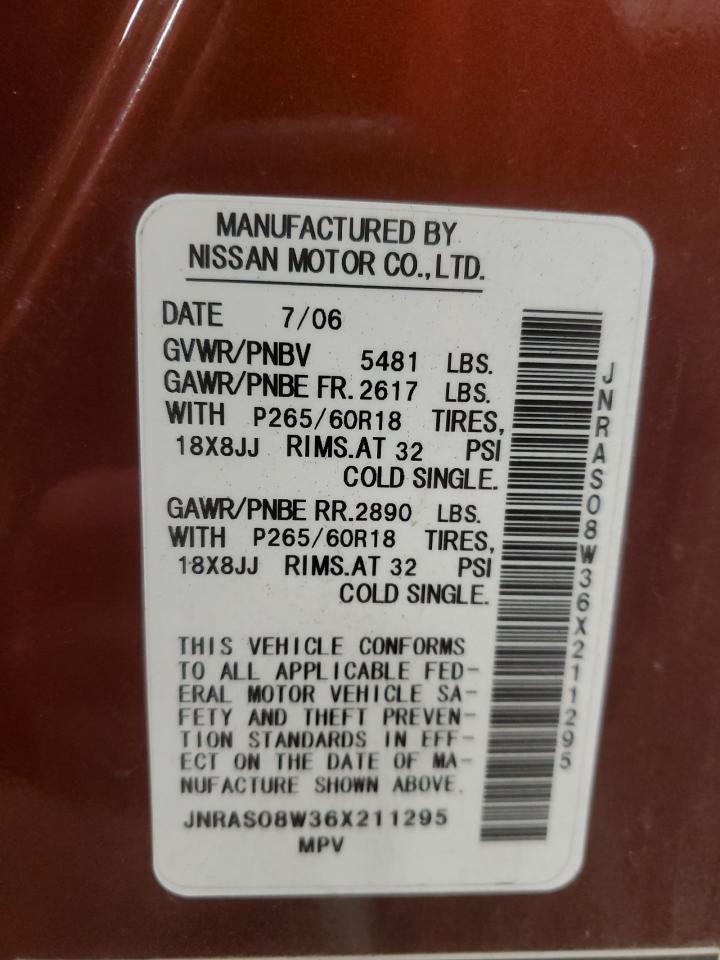 MANUFACTURED BY
NISSAN MOTOR CO., LTD.
DATE 7/06
GVWR/PNBV 5481 LBS.
GAWR/PNBE FR. 2617 LBS.
WITH P265/60R18 TIRES,
18X8JJ RIMS. AT 32 PSI
COLD SINGLE.
GAWR/PNBE RR. 2890 LBS.
WITH P265/60R18 TIRES,
18X8JJ RIMS. AT 32 PSI
COLD SINGLE.
THIS VEHICLE CONFORMS
TO ALL APPLICABLE FED-
ERAL MOTOR VEHICLE SA-
FETY AND THEFT PREVEN-
TION STANDARDS IN EFF-
ECT ON THE DATE OF MA-
NUFACTURE SHOWN ABOVE.
JNRAS08W36X211295
MPV
JNRAS08W36X211295